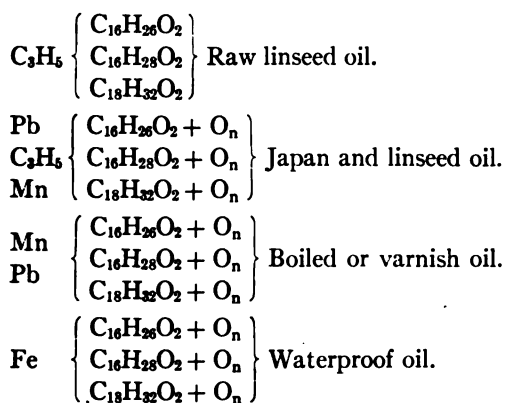 C₁₆H₂₆O₂
C₃H₅ { C₁₆H₂₈O₂ } Raw linseed oil.
C₁₈H₃₂O₂
Pb C₁₆H₂₆O₂ + Oₙ
C₃H₅ { C₁₆H₂₈O₂ + Oₙ } Japan and linseed oil.
Mn C₁₈H₃₂O₂ + Oₙ
Mn C₁₆H₂₆O₂ + Oₙ
{ C₁₆H₂₈O₂ + Oₙ } Boiled or varnish oil.
Pb C₁₈H₃₂O₂ + Oₙ
C₁₆H₂₆O₂ + Oₙ
Fe { C₁₆H₂₈O₂ + Oₙ } Waterproof oil.
C₁₈H₃₂O₂ + Oₙ